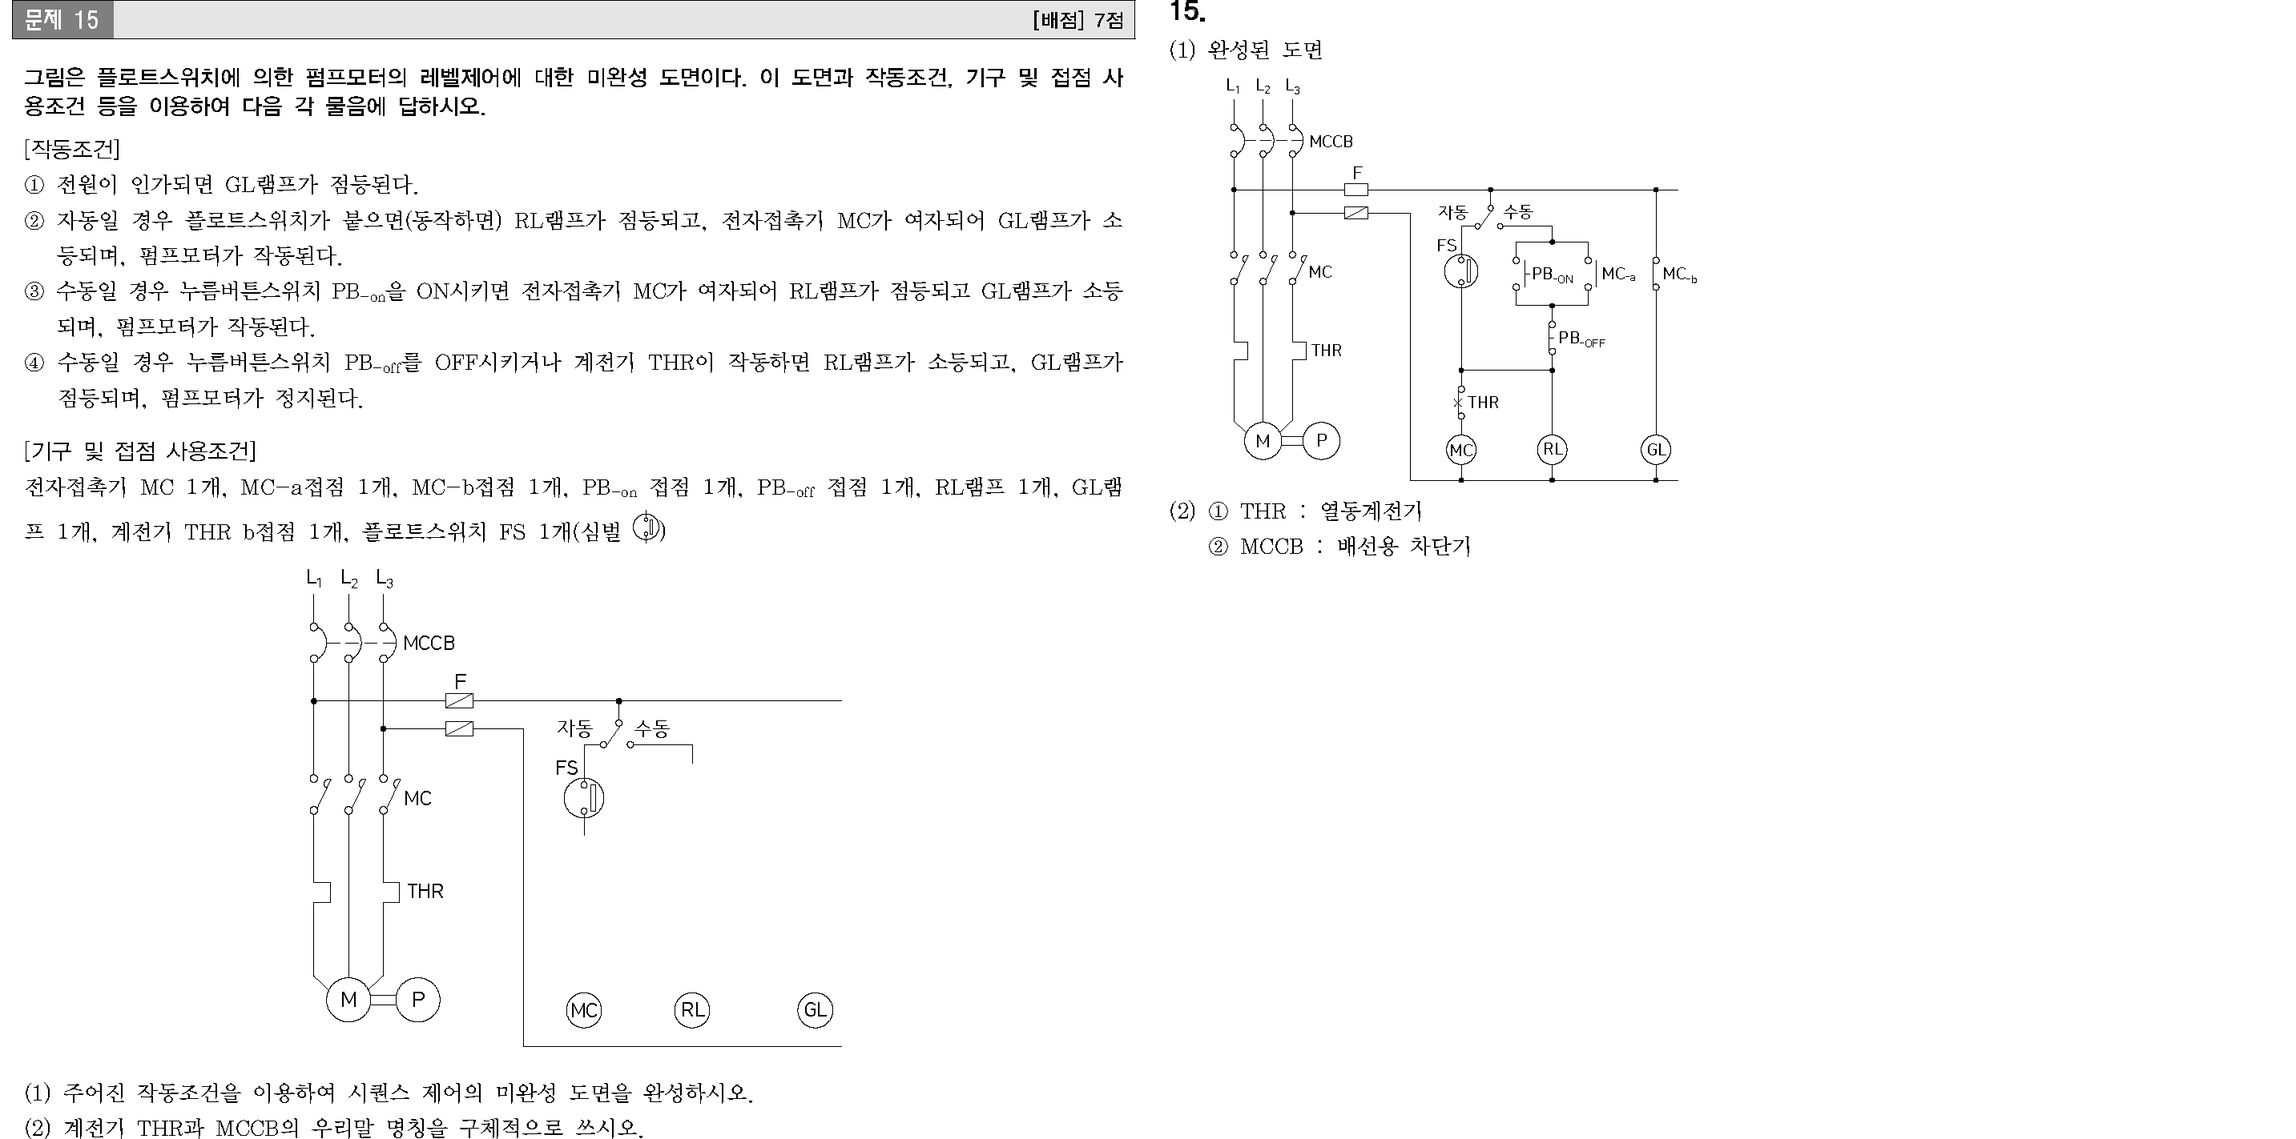 문제 15
[배점] 7점
그림은 플로트스위치에 의한 펌프모터의 레벨제어에 대한 미완성 도면이다. 이 도면과 작동조건, 기구 및 접점 사
용조건 등을 이용하여 다음 각 물음에 답하시오.
[작동조건]
① 전원이 인가되면 GL램프가 점등된다.
② 자동일 경우 플로트스위치가 붙으면(동작하면) RL램프가 점등되고, 전자접촉기 MC가 여자되어 GL램프가 소
등되며, 펌프모터가 작동된다.
③ 수동일 경우 누름버튼스위치 PB-on을 ON시키면 전자접촉기 MC가 여자되어 RL램프가 점등되고 GL램프가 소등
되며, 펌프모터가 작동된다.
④ 수동일 경우 누름버튼스위치 PB-off를 OFF시키거나 계전기 THR이 작동하면 RL램프가 소등되고, GL램프가
점등되며, 펌프모터가 정지된다.
[기구 및 접점 사용조건]
전자접촉기 MC 1개, MC-a접점 1개, MC-b접점 1개, PB-on 접점 1개, PB-off 접점 1개, RL램프 1개, GL램
프 1개, 계전기 THR b접점 1개, 플로트스위치 FS 1개(심벌 )
L1 L2 L3
MCCB
F
자동 수동
FS
MC
THR
M P
MC RL GL
(1) 주어진 작동조건을 이용하여 시퀀스 제어의 미완성 도면을 완성하시오.
(2) 계전기 THR과 MCCB의 우리말 명칭을 구체적으로 쓰시오.
15.
(1) 완성된 도면
L1 L2 L3
MCCB
F
자동 수동
FS
MC PB-ON MC-a MC-b
PB-OFF
THR
THR
M P MC RL GL
(2) ① THR : 열동계전기
② MCCB : 배선용 차단기